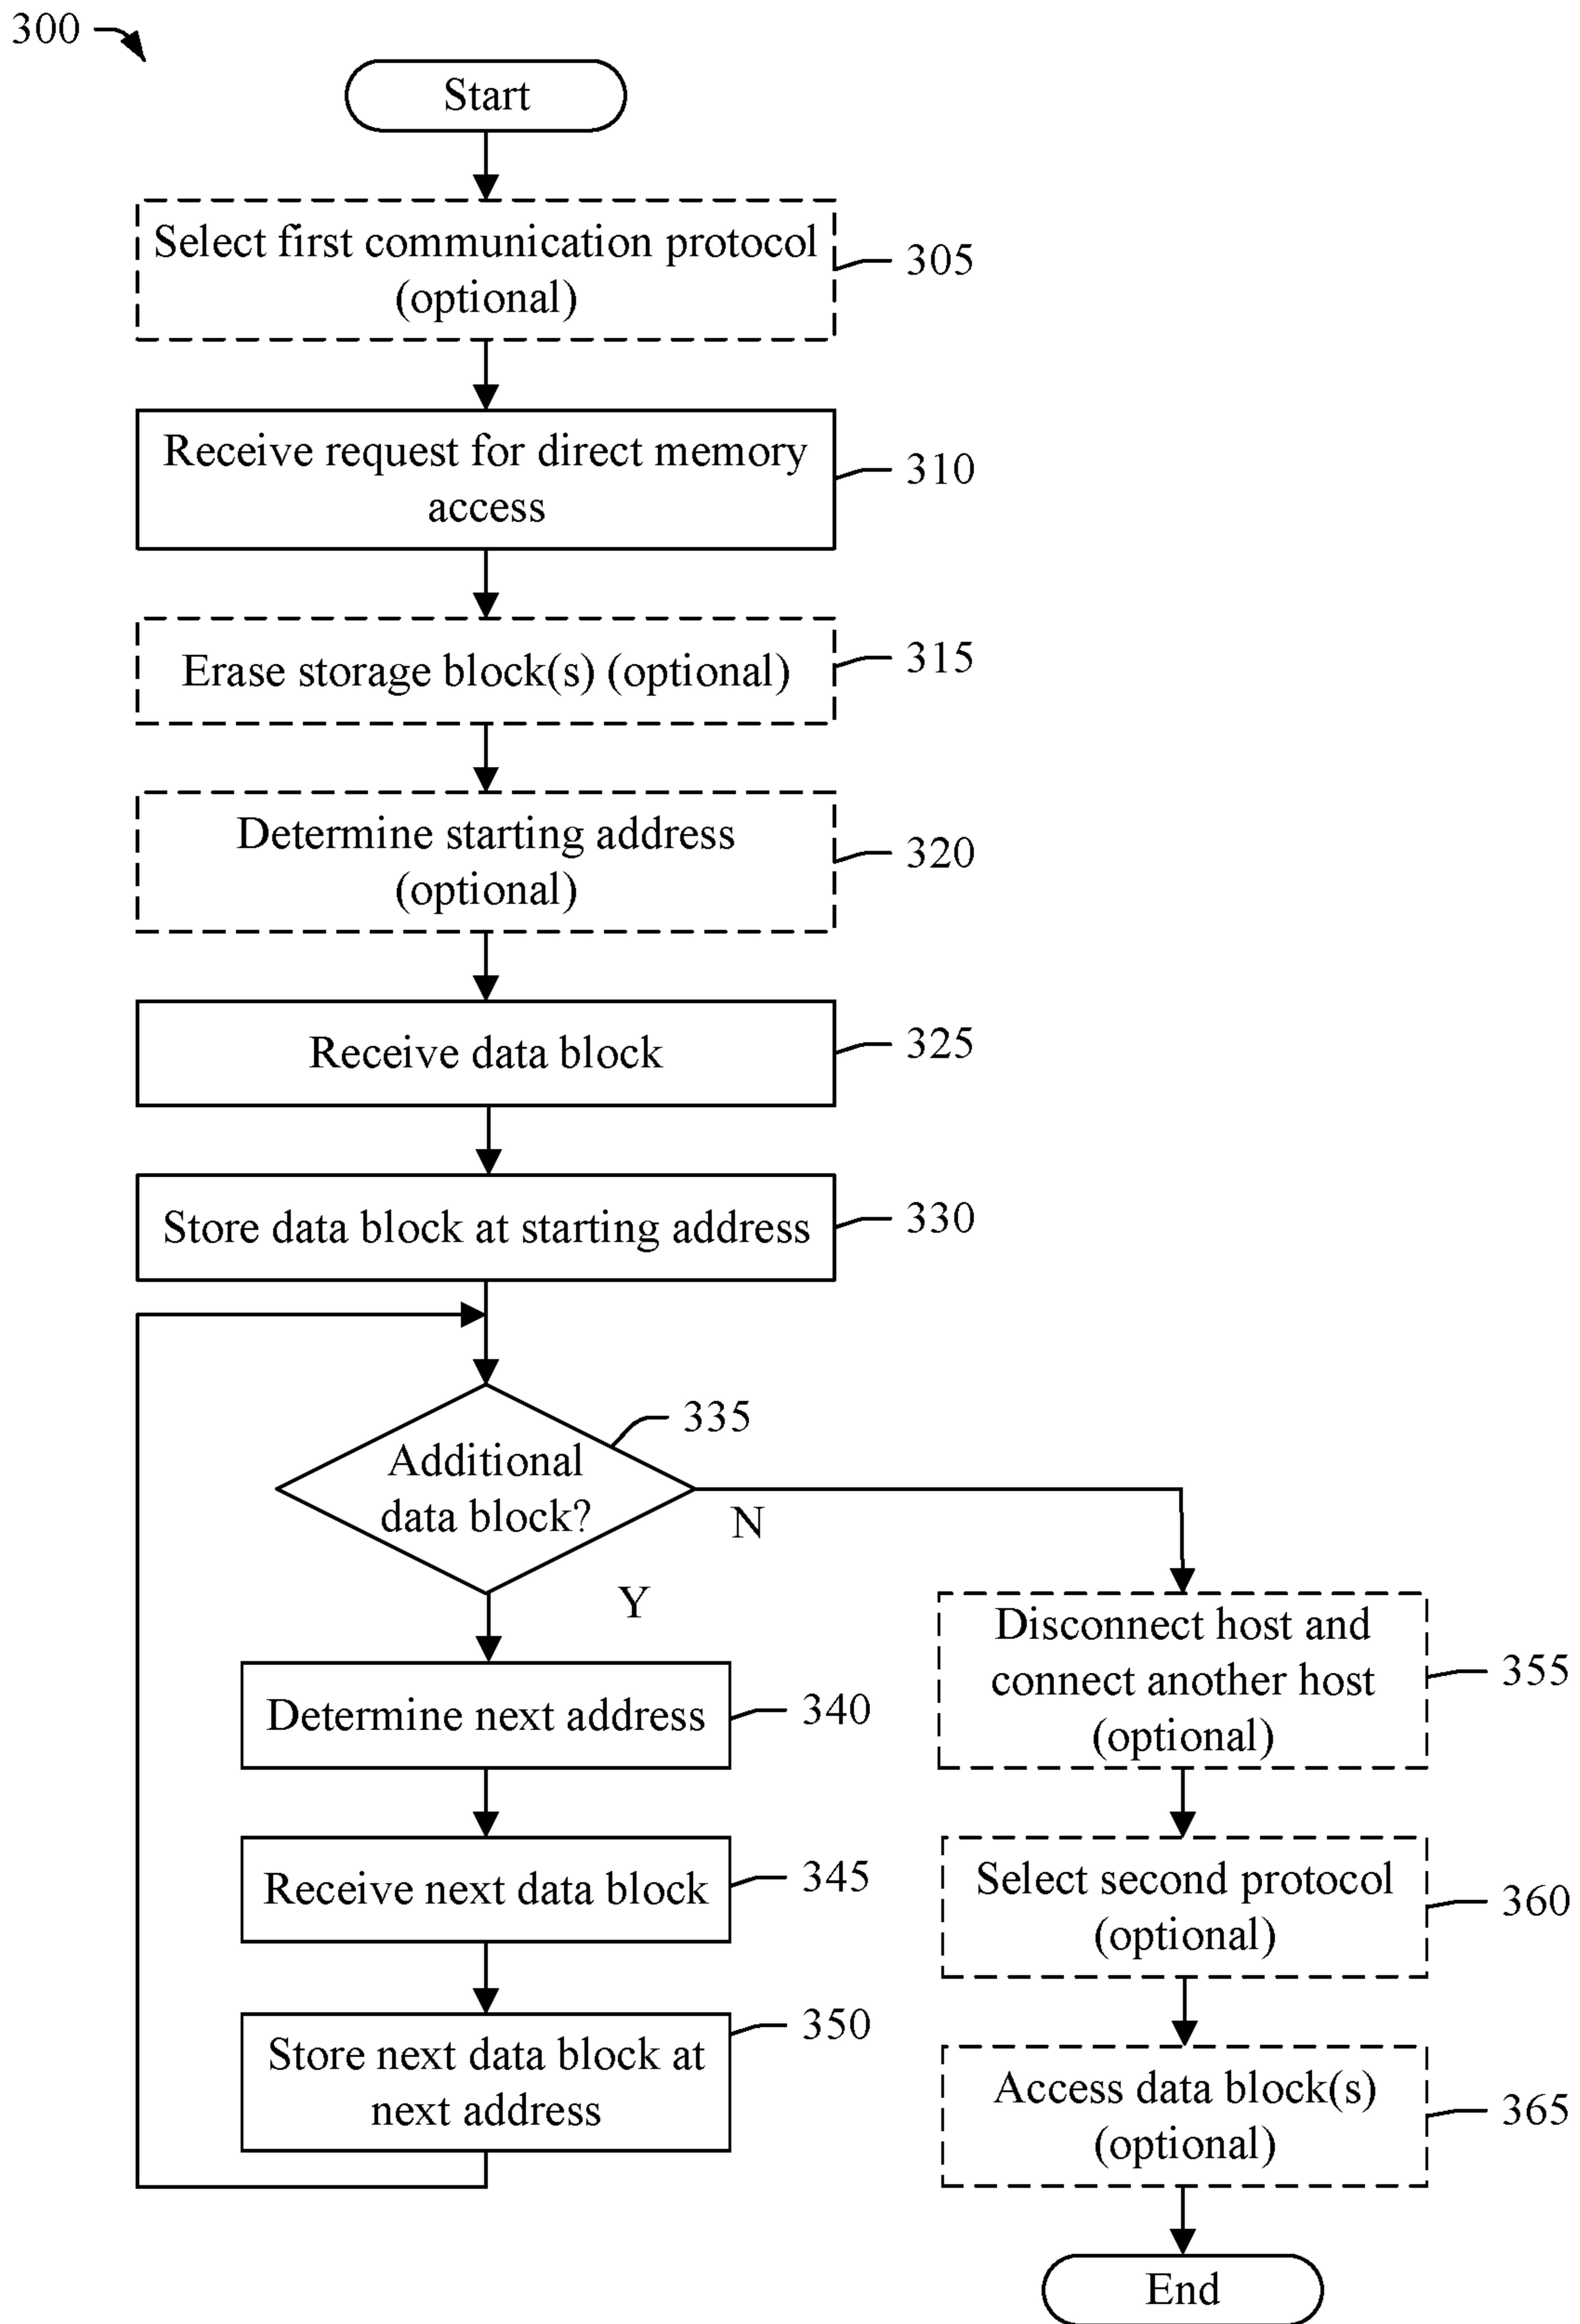 300
Start
Select first communication protocol
(optional)
305
Receive request for direct memory
access
310
Erase storage block(s) (optional)
315
Determine starting address
(optional)
320
Receive data block
325
Store data block at starting address
330
Additional
data block?
335
N
Y
Determine next address
340
Receive next data block
345
Store next data block at
next address
350
Disconnect host and
connect another host
(optional)
355
Select second protocol
(optional)
360
Access data block(s)
(optional)
365
End